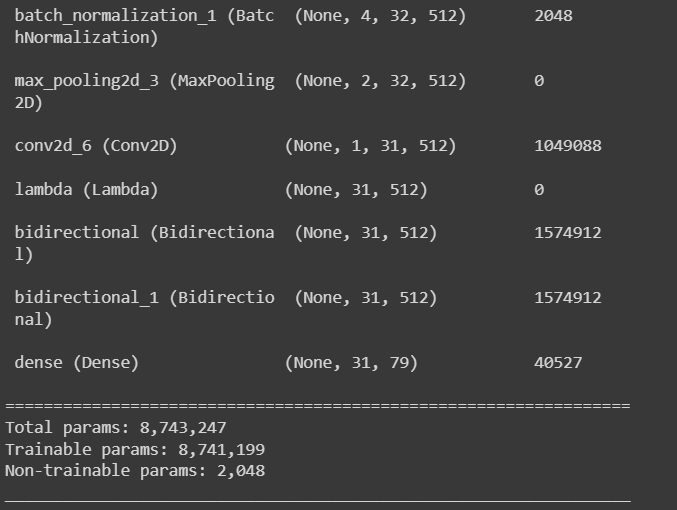 batch_normalization_1 (Batc (None, 4, 32, 512) 2048
hNormalization)
max_pooling2d_3 (MaxPooling (None, 2, 32, 512) 0
2D)
conv2d_6 (Conv2D) (None, 1, 31, 512) 1049088
lambda (Lambda) (None, 31, 512) 0
bidirectional (Bidirectiona (None, 31, 512) 1574912
l)
bidirectional_1 (Bidirectio (None, 31, 512) 1574912
nal)
dense (Dense) (None, 31, 79) 40527
=================================================================
Total params: 8,743,247
Trainable params: 8,741,199
Non-trainable params: 2,048
_________________________________________________________________